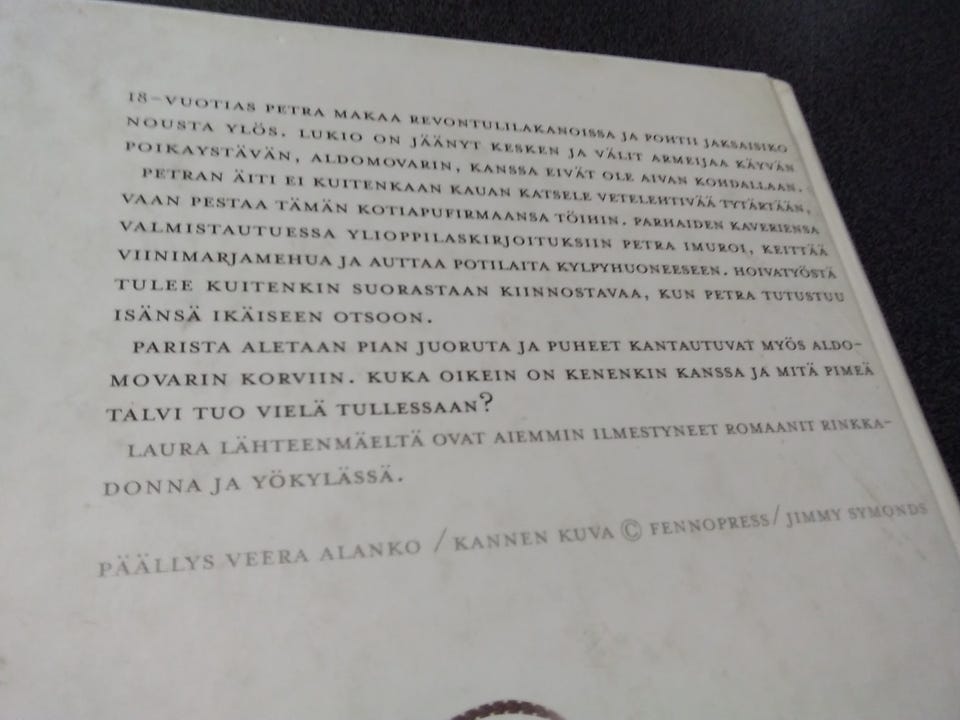 18-VUOTIAS PETRA MAKAA REVONTULILAKANOISSA JA POHTII JAKSAISIKO
NOUSTA YLÖS. LUKIO ON JÄÄNYT KESKEN JA VÄLIT ARMEIJAA KÄYVÄN
POIKAYSTÄVÄN, ALDOMOVARIN, KANSSA EIVÄT OLE AIVAN KOHDALLAAN.
PETRAN ÄITI EI KUITENKAAN KAUAN KATSELE VETELEHTIVÄÄ TYTÄRTÄÄN,
VAAN PESTAA TÄMÄN KOTIAPUFIRMAANSA TÖIHIN. PARHAIDEN KAVERIENSA
VALMISTAUTUESSA YLIOPPILASKIRJOITUKSIIN PETRA IMUROI, KEITTÄÄ
VIINIMARJAMEHUA JA AUTTAA POTILAITA KYLPYHUONEESEEN. HOIVATYÖSTÄ
TULEE KUITENKIN SUORASTAAN KIINNOSTAVAA, KUN PETRA TUTUSTUU
ISÄNSÄ IKÄISEEN OTSOON.
PARISTA ALETAAN PIAN JUORUTA JA PUHEET KANTAUTUVAT MYÖS ALDO-
MOVARIN KORVIIN. KUKA OIKEIN ON KENENKIN KANSSA JA MITÄ PIMEÄ
TALVI TUO VIELÄ TULLESSAAN?
LAURA LÄHTEENMÄELTÄ OVAT AIEMMIN ILMESTYNEET ROMAANIT RINKKA-
DONNA JA YÖKYLÄSSÄ.
PÄÄLLYS VEERA ALANKO / KANNEN KUVA © FENNOPRESS/JIMMY SYMONDS